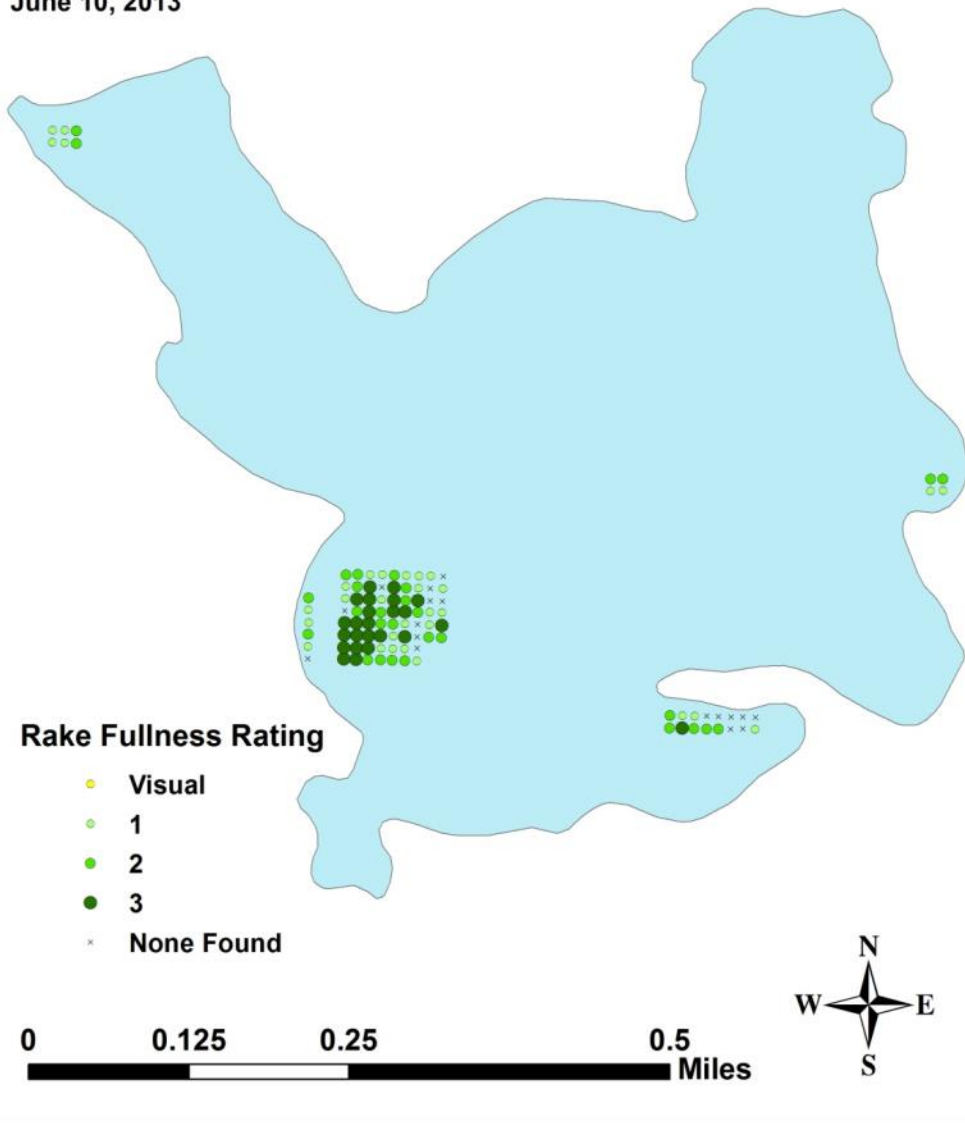 June 10, 2013
Rake Fullness Rating
Visual
1
2
3
None Found
N
W E
S
0 0.125 0.25 0.5
Miles